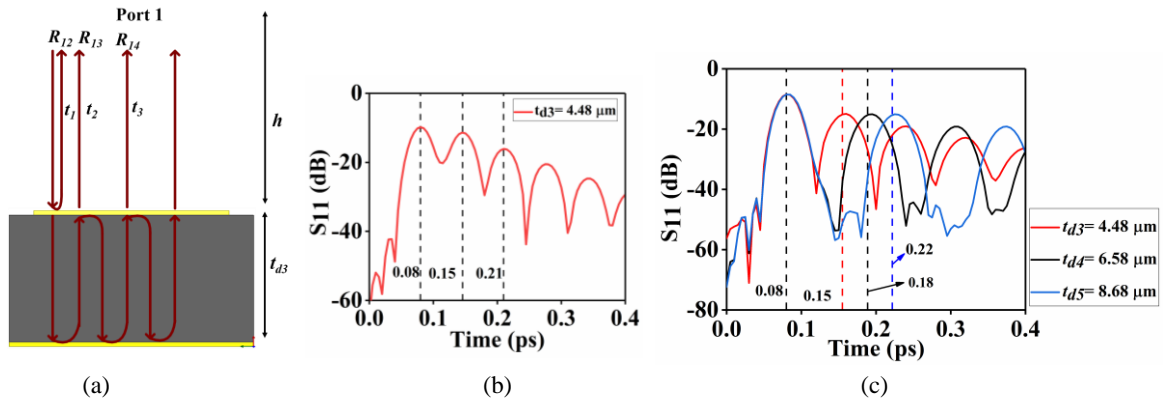 Port 1
R12 R13 R14
t1 t2 t3
h
td3
(a)
S11 (dB)
0
-20
-40
-60
td3= 4.48 μm
0.08 0.15 0.21
0.0 0.1 0.2 0.3 0.4
Time (ps)
(b)
S11 (dB)
0
-20
-40
-60
-80
0.08 0.15
0.22
0.18
0.0 0.1 0.2 0.3 0.4
Time (ps)
td3= 4.48 μm
td4= 6.58 μm
td5= 8.68 μm
(c)